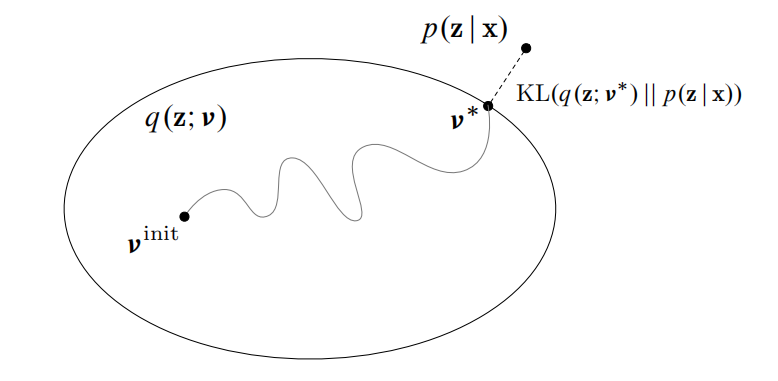 p(z | x)
KL(q(z; ν*) || p(z | x))
q(z; ν)
ν*
ν^init